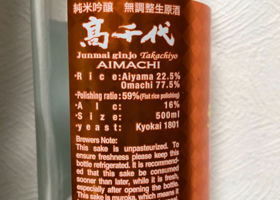 純米吟醸 無調整生原酒
高千代
Junmai ginjo Takachiyo
AIMACHI
・Rice: Aiyama 22.5%
Omachi 77.5%
・Polishing ratio: 59% (Flat rice polishing)
・Alc: 16%
・Size: 500ml
・yeast: Kyokai 1801
Brewers Note:
This sake is unpasteurized. To
ensure freshness please keep this
bottle refrigerated. It is recommend-
ed that this sake be consumed
sooner than later, while it is fresh,
especially after opening the bottle.
This sake is muroka, which means it